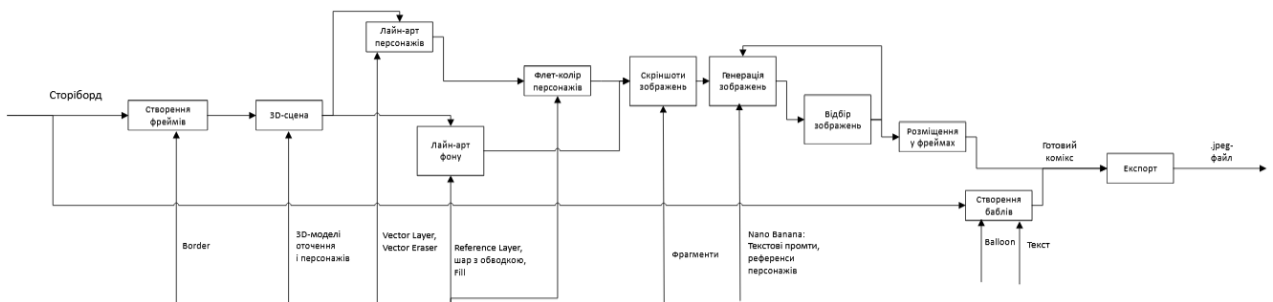 Сторіборд
Створення
фреймів
3D-сцена
Лайн-арт
персонажів
Лайн-арт
фону
Флет-колір
персонажів
Скріншоти
зображень
Генерація
зображень
Відбір
зображень
Розміщення
у фреймах
Готовий
комікс
Створення
баблів
Експорт
.jpeg-
файл
Border
3D-моделі
оточення
і персонажів
Vector Layer,
Vector Eraser
Reference Layer,
шар з обводкою,
Fill
Фрагменти
Nano Banana:
Текстові промти,
референси
персонажів
Balloon
Текст